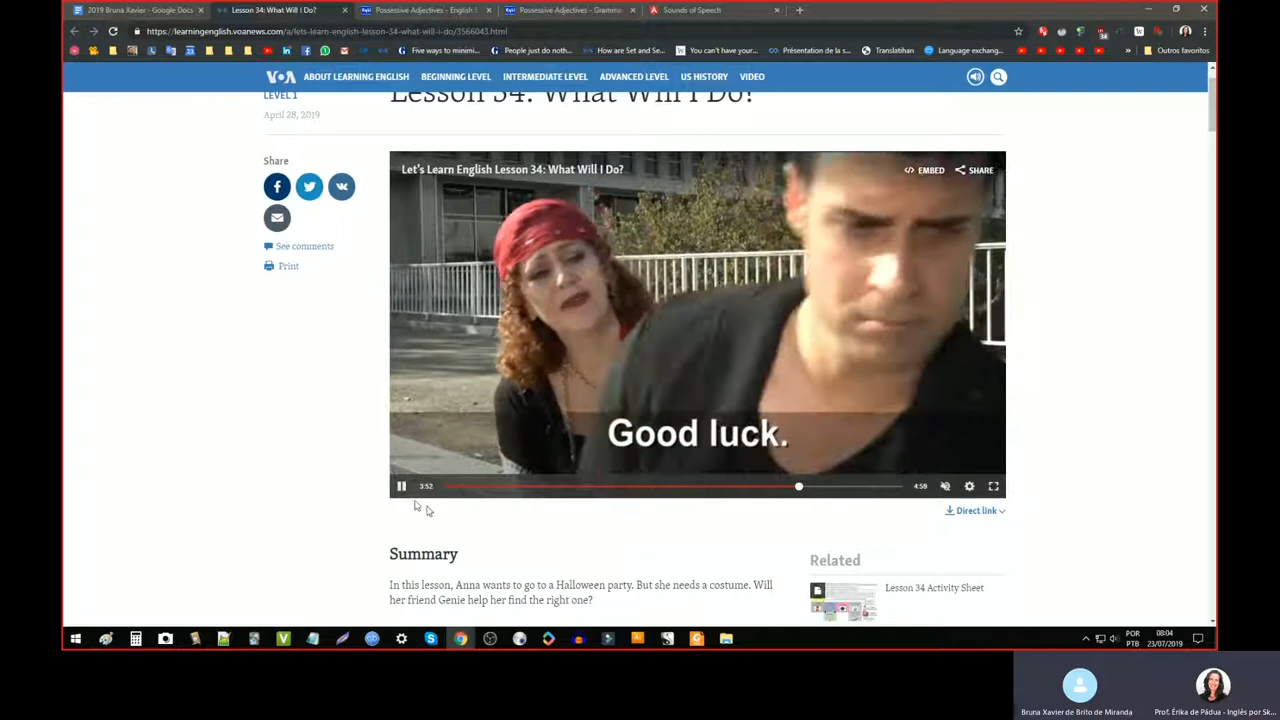 2019 Bruna Xavier - Google Docs
Lesson 34: What Will I Do?
Possessive Adjectives - English
Possessive Adjectives - Gramma
Sounds of Speech
https://learningenglish.voanews.com/a/lets-learn-english-lesson-34-what-will-i-do/3566043.html
Five ways to minimi...
People just do noth...
How are Set and Se...
You can't have your...
Présentation de la s...
Translatihan
Language exchang...
Outros favoritos
VOA
ABOUT LEARNING ENGLISH
BEGINNING LEVEL
INTERMEDIATE LEVEL
ADVANCED LEVEL
US HISTORY
VIDEO
Lesson 34: What Will I Do?
LEVEL 1
April 28, 2019
Share
See comments
Print
Let's Learn English Lesson 34: What Will I Do?
EMBED
SHARE
Good luck.
3:52
4:59
Direct link
Summary
In this lesson, Anna wants to go to a Halloween party. But she needs a costume. Will
her friend Genie help her find the right one?
Related
Lesson 34 Activity Sheet
POR
PTB
08:04
23/07/2019
Bruna Xavier de Brito de Miranda
Prof. Érika de Pádua - Inglês por Sk...